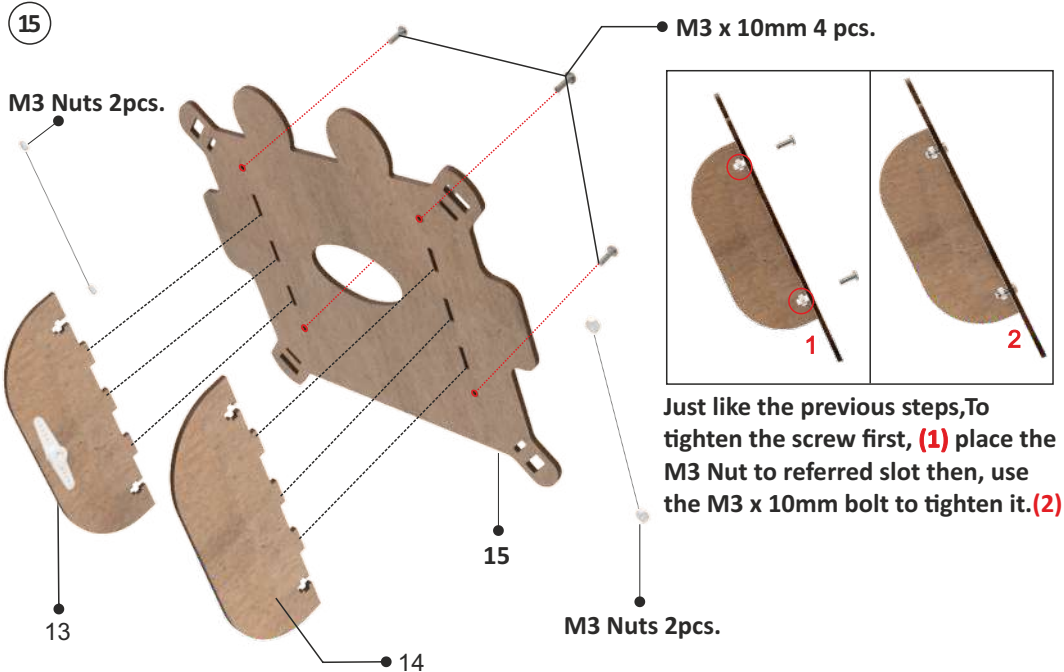 15
M3 x 10mm 4 pcs.
M3 Nuts 2pcs.
1
2
Just like the previous steps,To
tighten the screw first, (1) place the
M3 Nut to referred slot then, use
the M3 x 10mm bolt to tighten it.(2)
15
13
M3 Nuts 2pcs.
14